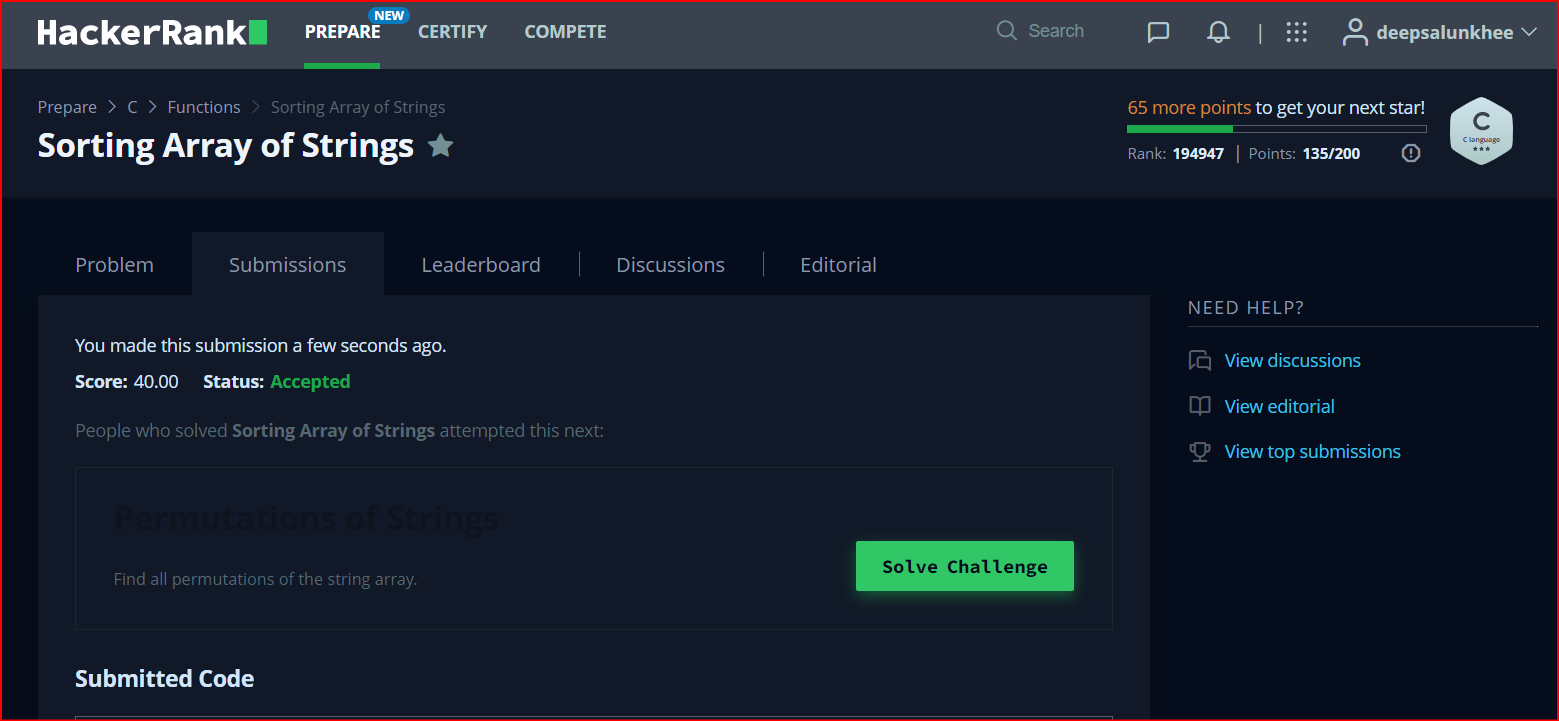 HackerRank PREPARE NEW CERTIFY COMPETE Search | deepsalunkhee
Prepare > C > Functions > Sorting Array of Strings
Sorting Array of Strings
65 more points to get your next star!
Rank: 194947 | Points: 135/200
C
C language
Problem Submissions Leaderboard Discussions Editorial
You made this submission a few seconds ago.
Score: 40.00 Status: Accepted
People who solved Sorting Array of Strings attempted this next:
Permutations of Strings
Find all permutations of the string array.
Solve Challenge
Submitted Code
NEED HELP?
View discussions
View editorial
View top submissions